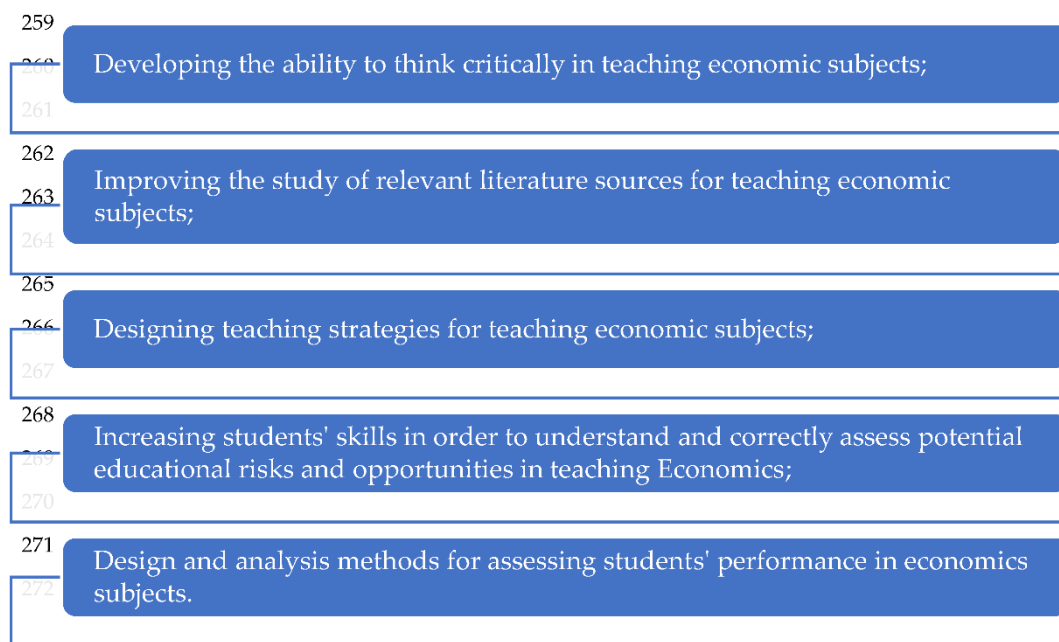 259
Developing the ability to think critically in teaching economic subjects;
260
261
262
Improving the study of relevant literature sources for teaching economic
263
subjects;
264
265
Designing teaching strategies for teaching economic subjects;
266
267
268
Increasing students' skills in order to understand and correctly assess potential
269
educational risks and opportunities in teaching Economics;
270
271
Design and analysis methods for assessing students' performance in economics
272
subjects.